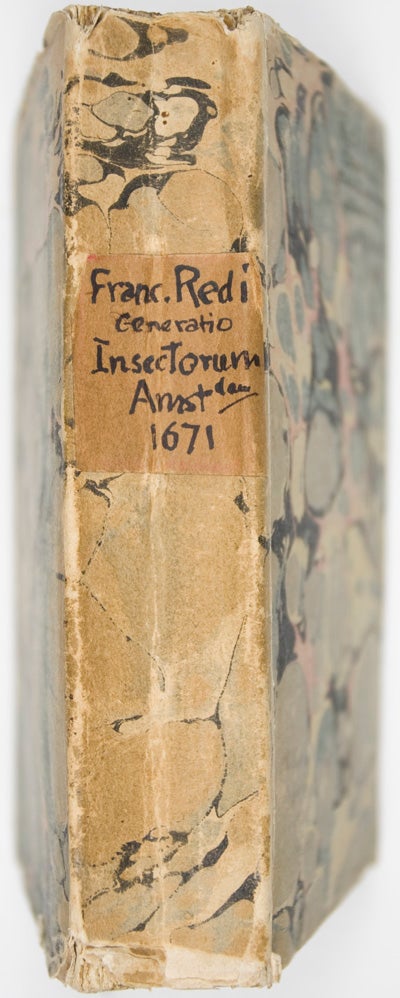 Franc. Redi
Generatio
Insectorum
Amstdam
1671